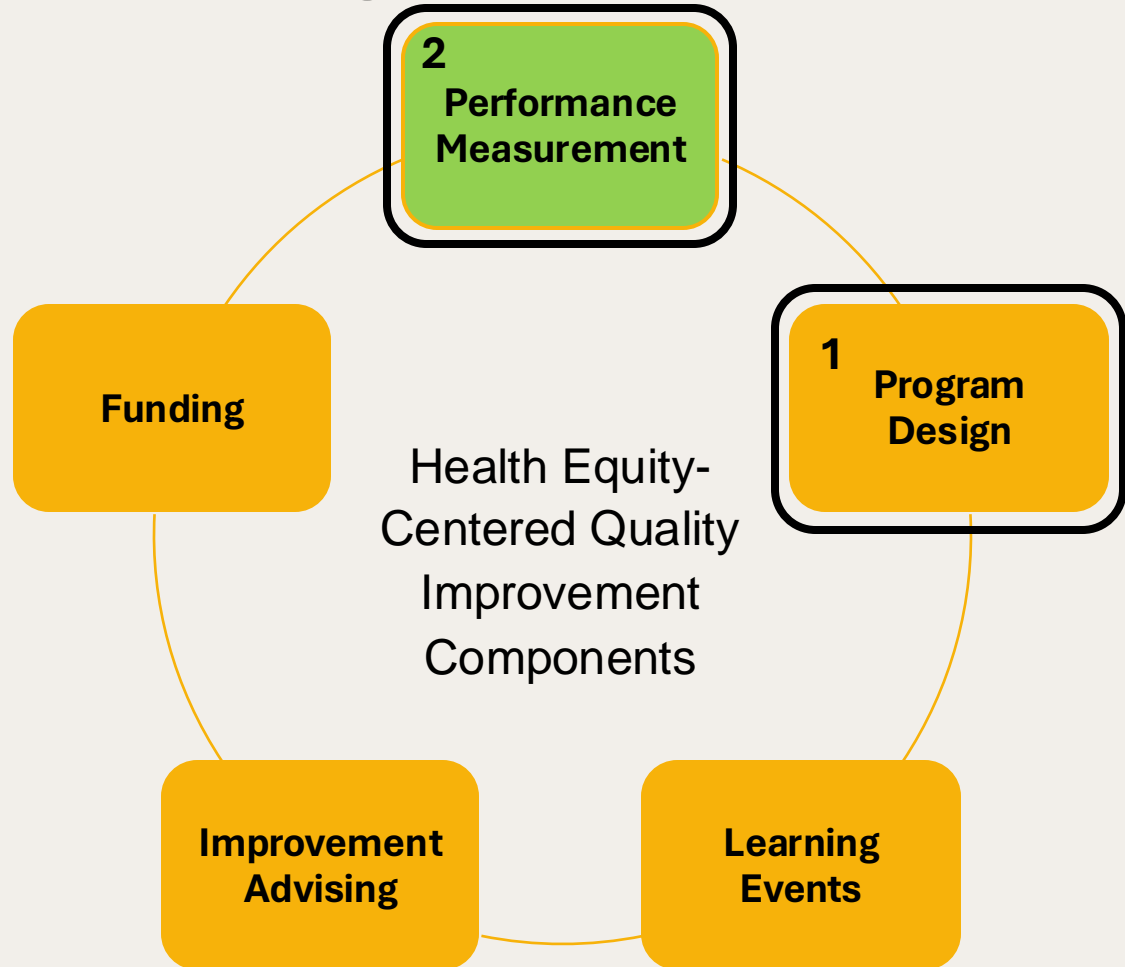 2
Performance
Measurement
1
Program
Design
Funding
Health Equity-
Centered Quality
Improvement
Components
Improvement
Advising
Learning
Events